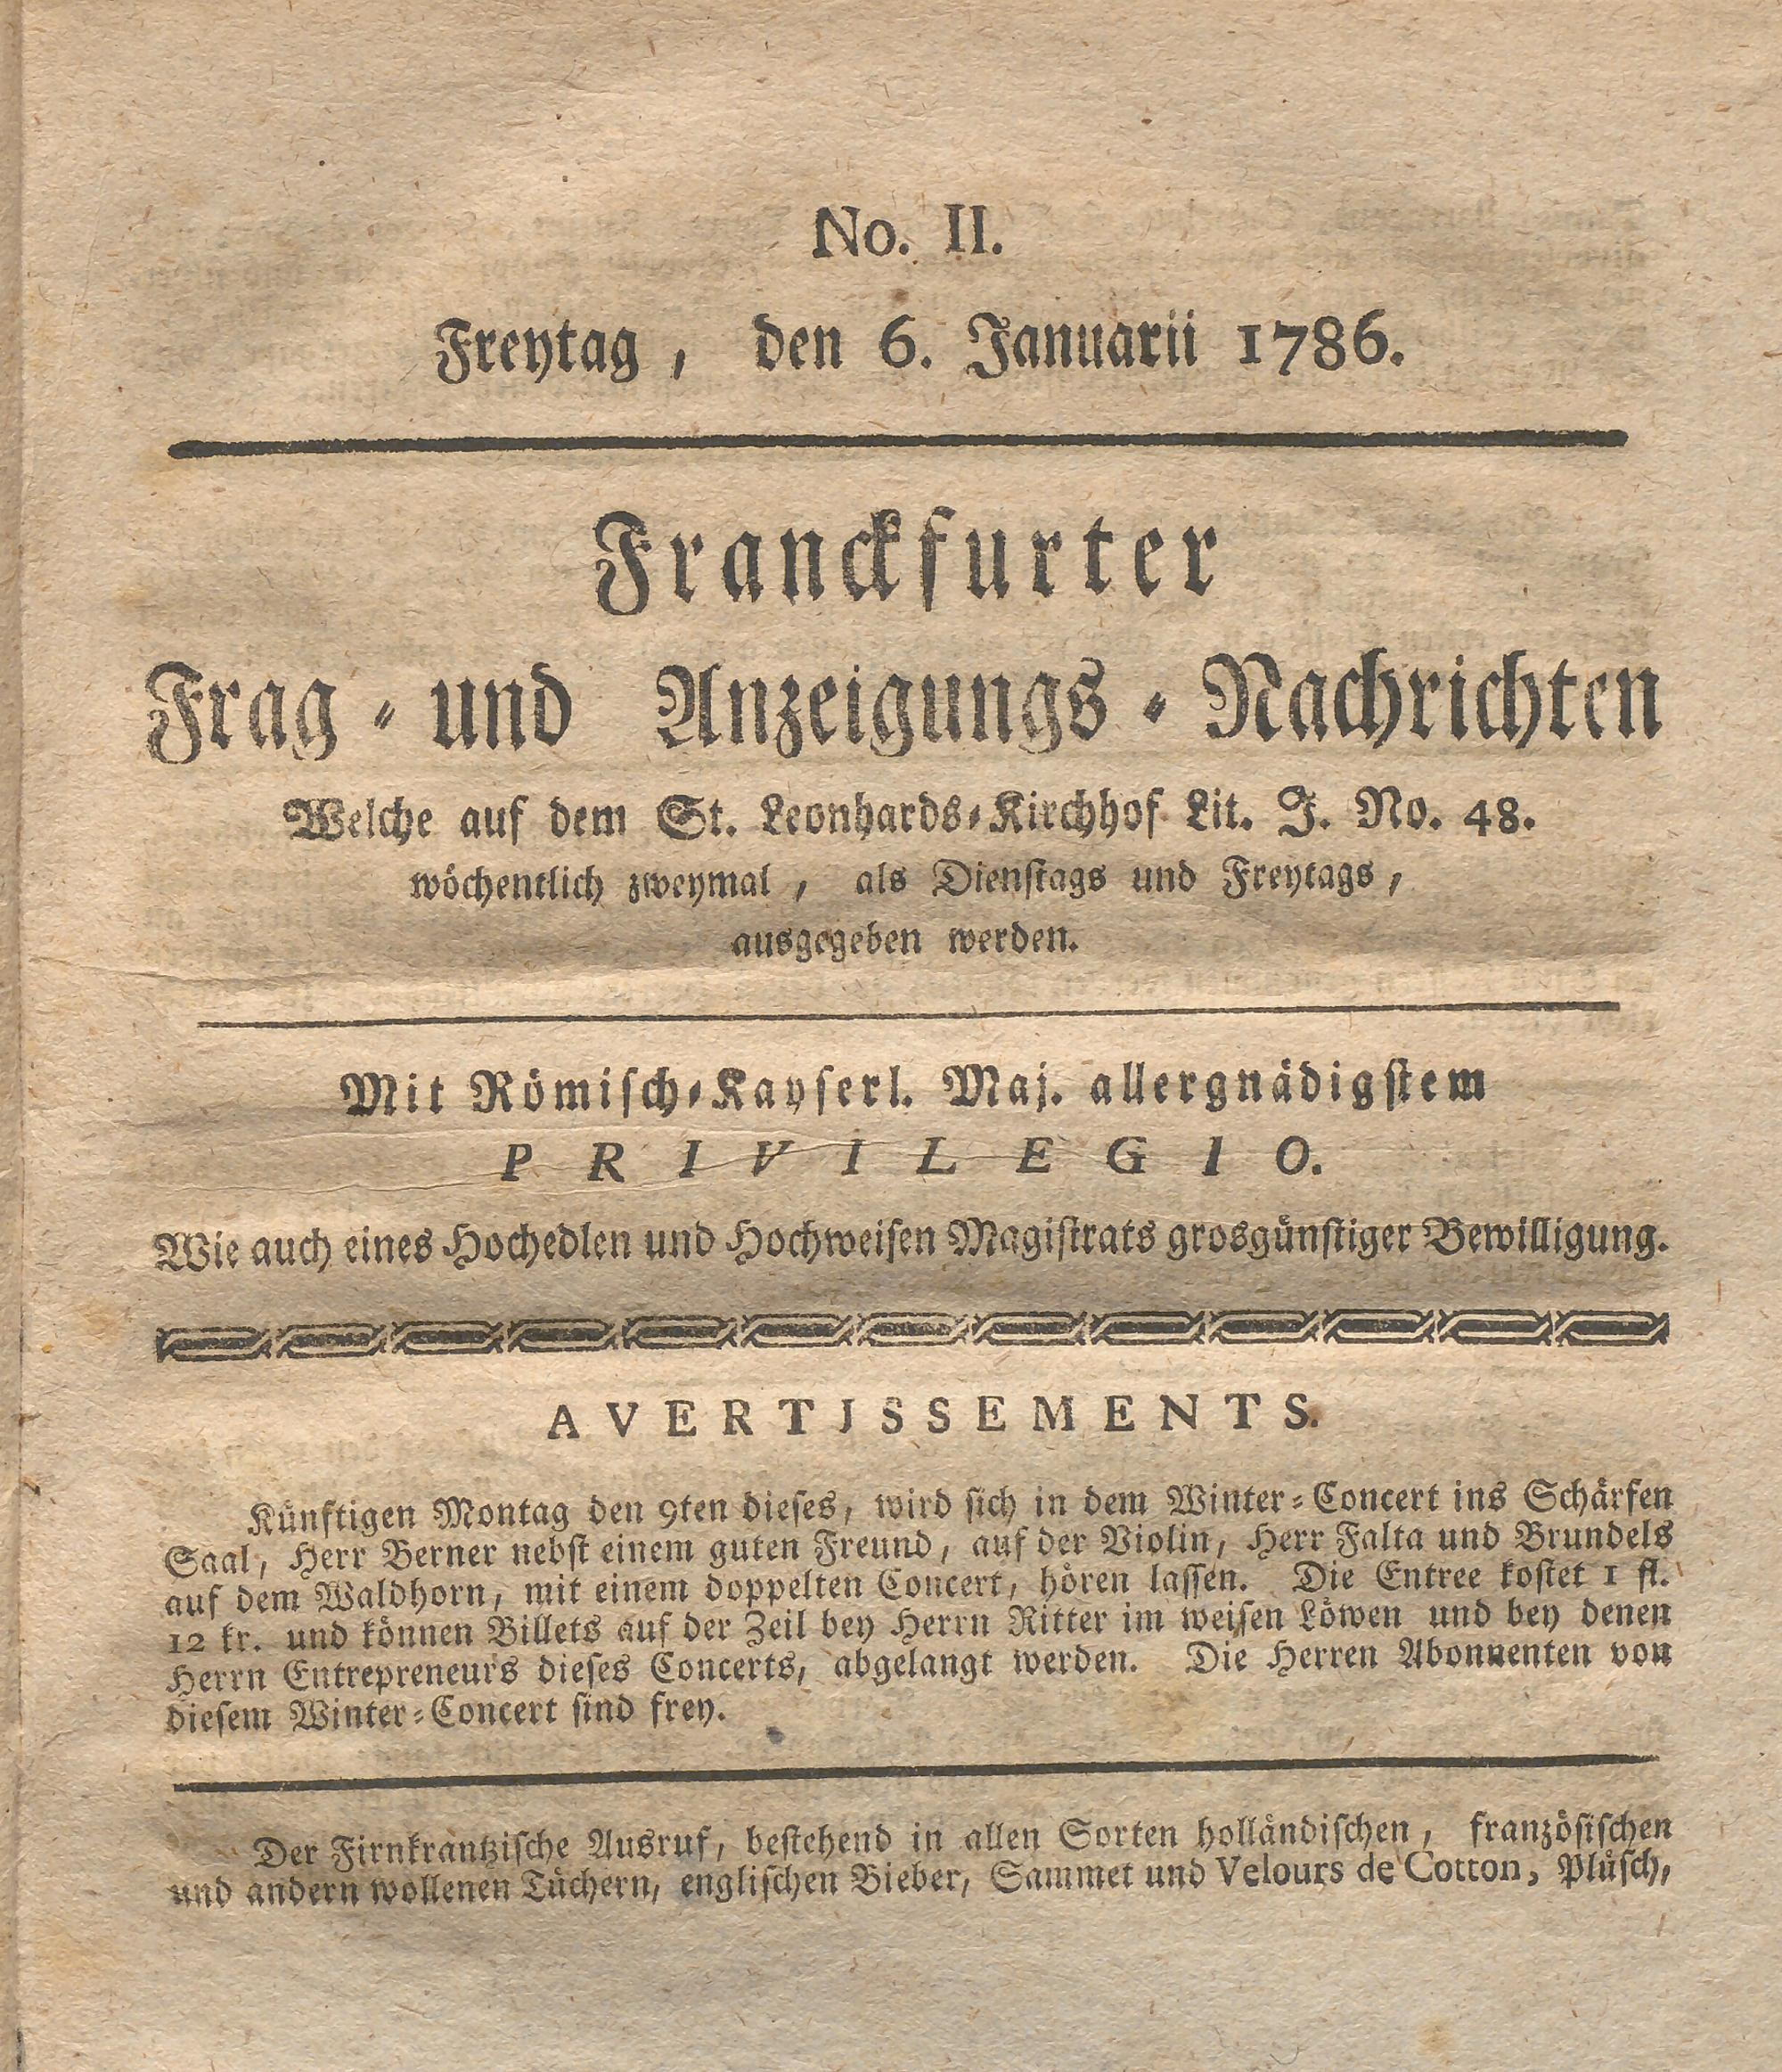 No. II.
Freytag, den 6. Januarii 1786.
Franckfurter
Frag- und Anzeigungs-Nachrichten
Welche auf dem St. Leonhards-Kirchhof Lit. J. No. 48.
wöchentlich zweymal, als Dienstags und Freytags,
ausgegeben werden.
Mit Römisch-Kayserl. Maj. allergnädigstem
PRIVILEGIO.
Wie auch eines Hochedlen und Hochweisen Magistrats grosgünstiger Bewilligung.
AVERTJSSEMENTS.
Künftigen Montag den 9ten dieses, wird sich in dem Winter-Concert ins Schärfen
Saal, Herr Berner nebst einem guten Freund, auf der Violin, Herr Falta und Brundels
auf dem Waldhorn, mit einem doppelten Concert, hören lassen. Die Entree kostet 1 fl.
12 kr. und können Billets auf der Zeil bey Herrn Ritter im weisen Löwen und bey denen
Herrn Entrepreneurs dieses Concerts, abgelangt werden. Die Herren Abonnenten von
diesem Winter-Concert sind frey.
Der Firnkrantzische Ausruf, bestehend in allen Sorten holländischen, französischen
und andern wollenen Tüchern, englischen Bieber, Sammet und Velours de Cotton, Plüsch,